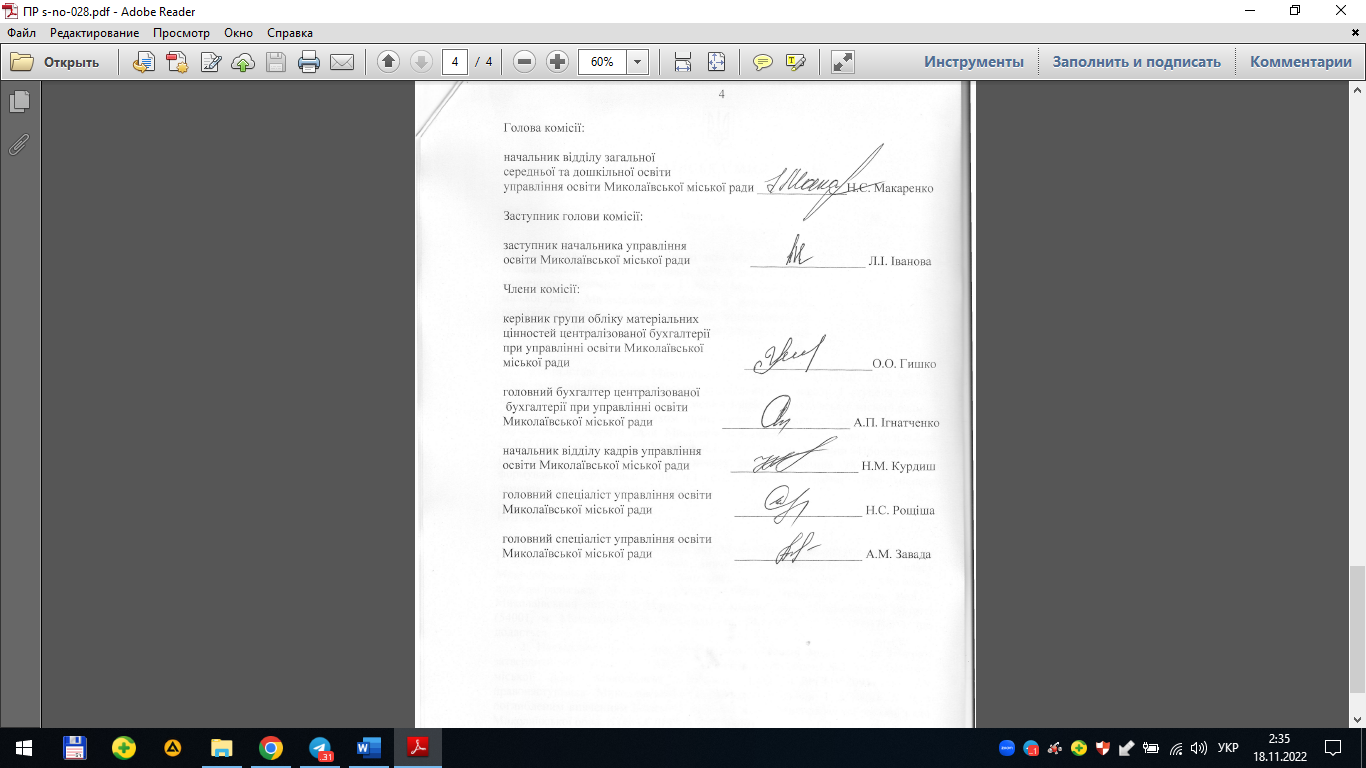 ПР s-no-028.pdf - Adobe Reader
Файл Редактирование Просмотр Окно Справка
Открыть 4 / 4 60% Инструменты Заполнить и подписать Комментарии
4
Голова комісії:
начальник відділу загальної
середньої та дошкільної освіти
управління освіти Миколаївської міської ради Н.Є. Макаренко
Заступник голови комісії:
заступник начальника управління
освіти Миколаївської міської ради Л.І. Іванова
Члени комісії:
керівник групи обліку матеріальних
цінностей централізованої бухгалтерії
при управлінні освіти Миколаївської
міської ради О.О. Гишко
головний бухгалтер централізованої
бухгалтерії при управлінні освіти
Миколаївської міської ради А.П. Ігнатченко
начальник відділу кадрів управління
освіти Миколаївської міської ради Н.М. Курдиш
головний спеціаліст управління освіти
Миколаївської міської ради Н.С. Рощіша
головний спеціаліст управління освіти
Миколаївської міської ради А.М. Завада
31 УКР 2:35
18.11.2022